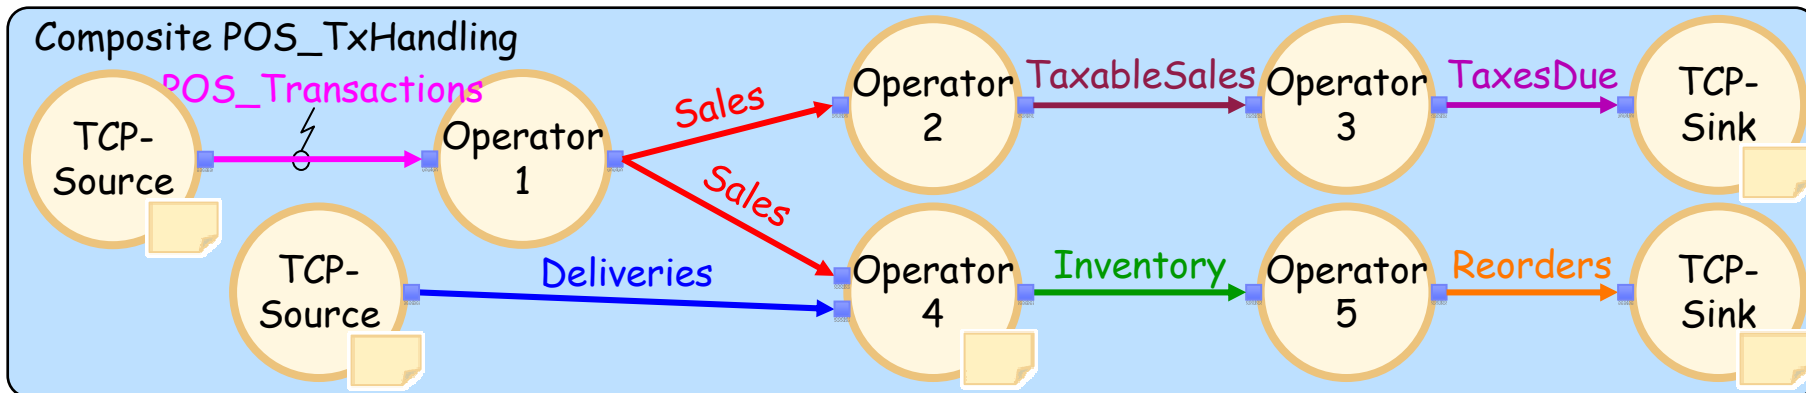 Composite POS_TxHandling
POS_Transactions
TCP-
Source
Operator
1
Sales
Sales
Operator
2
TaxableSales
Operator
3
TaxesDue
TCP-
Sink
TCP-
Source
Deliveries
Operator
4
Inventory
Operator
5
Reorders
TCP-
Sink